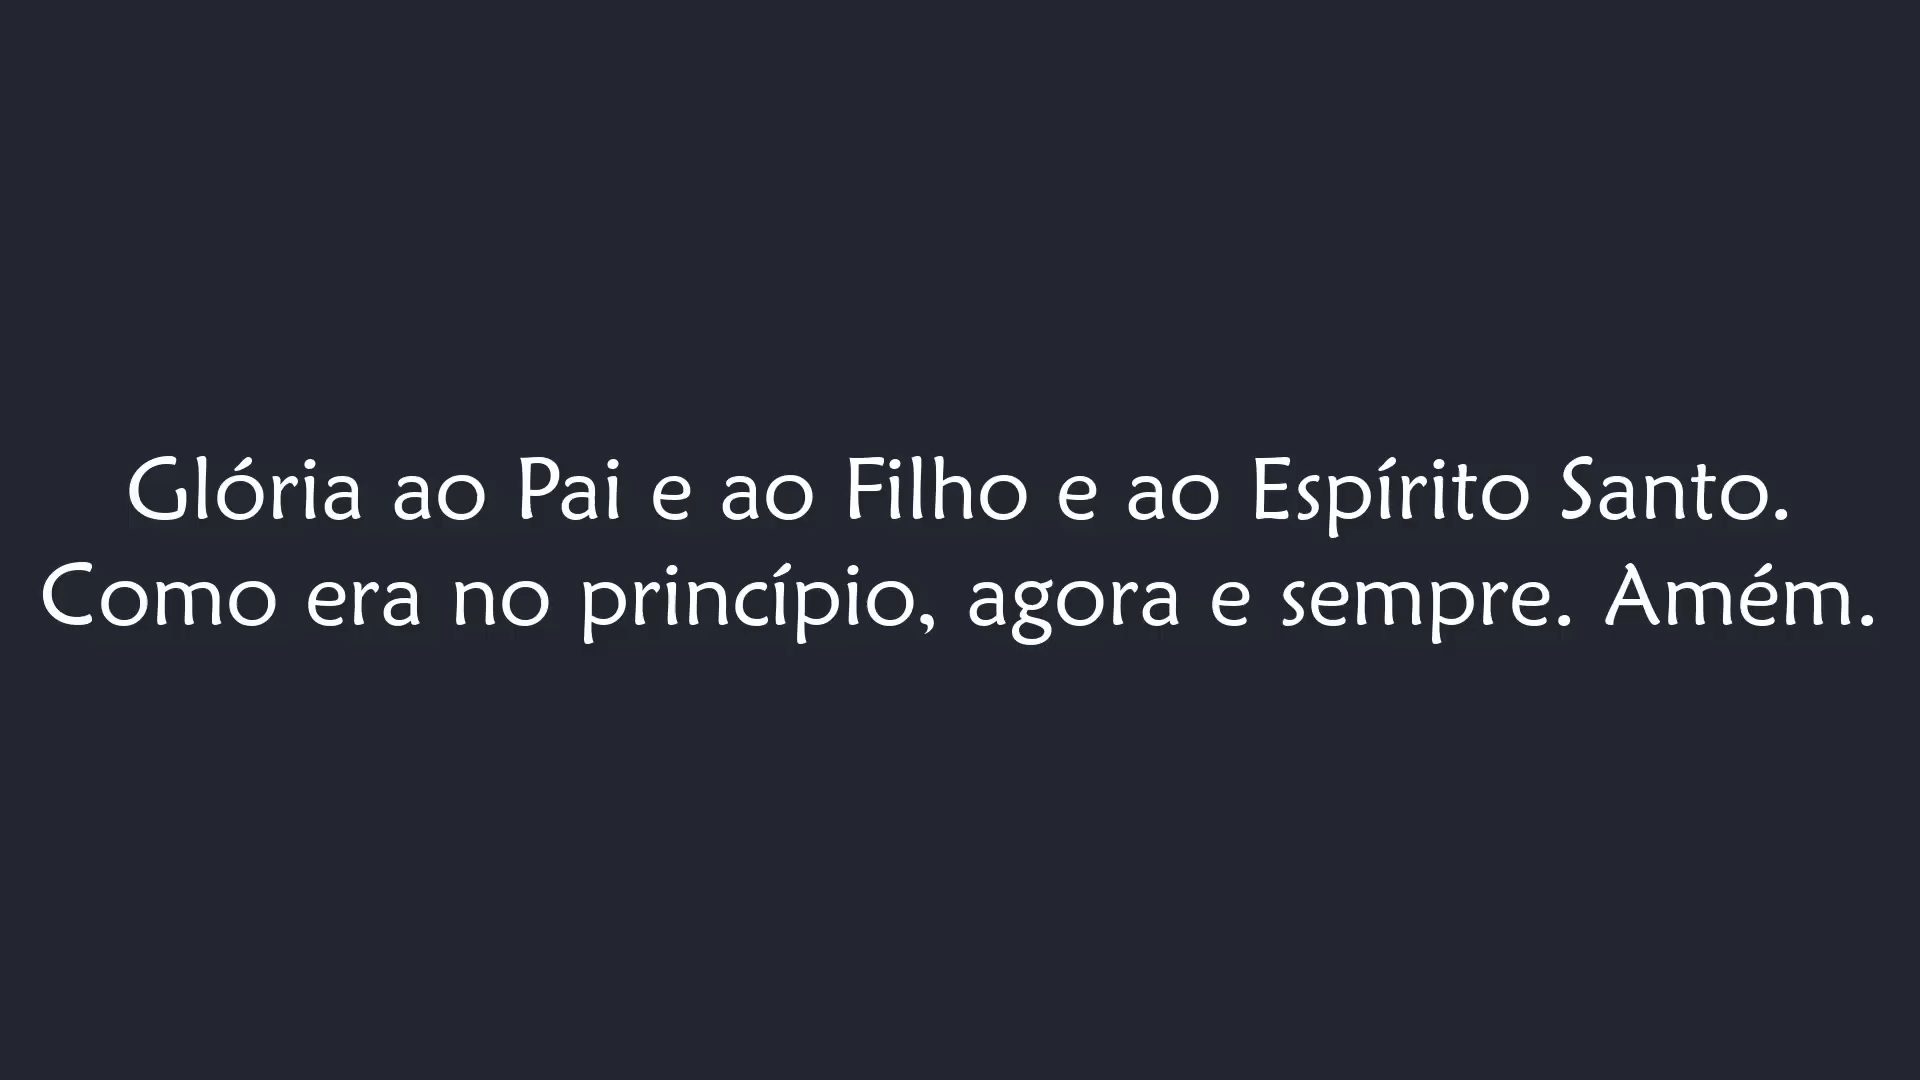 Glória ao Pai e ao Filho e ao Espírito Santo.
Como era no princípio, agora e sempre. Amém.